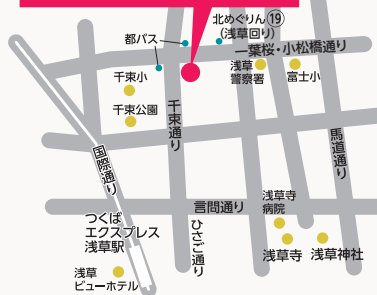 北めぐりん⑲
(浅草回り)
都バス
一葉桜・小松橋通り
千束小
浅草
警察署
富士小
千束公園
千束通り
馬道通り
国際通り
言問通り
浅草寺
病院
つくば
エクスプレス
浅草駅
ひさご通り
浅草寺
浅草神社
浅草
ビューホテル